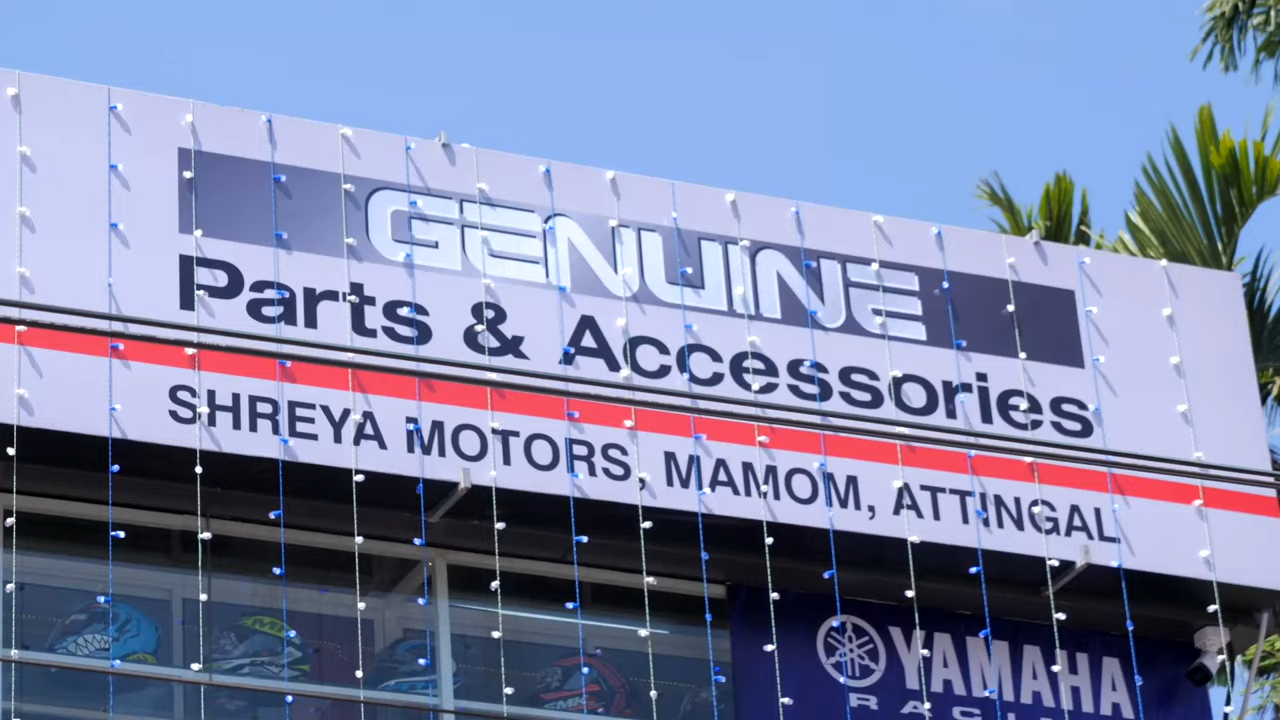 GENUINE
Parts & Accessories
SHREYA MOTORS, MAMOM, ATTINGAL
YAMAHA